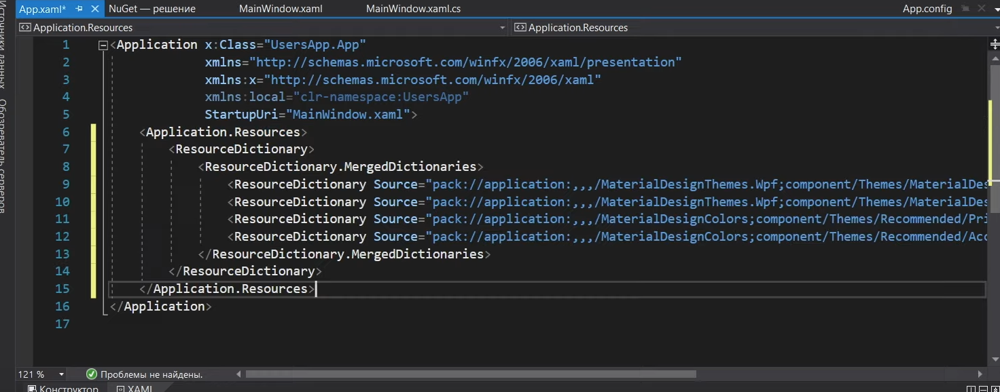 App.xaml*
NuGet — решение
MainWindow.xaml
MainWindow.xaml.cs
App.config
Application.Resources
Application.Resources
1 <Application x:Class="UsersApp.App"
2 xmlns="http://schemas.microsoft.com/winfx/2006/xaml/presentation"
3 xmlns:x="http://schemas.microsoft.com/winfx/2006/xaml"
4 xmlns:local="clr-namespace:UsersApp"
5 StartupUri="MainWindow.xaml">
6 <Application.Resources>
7 <ResourceDictionary>
8 <ResourceDictionary.MergedDictionaries>
9 <ResourceDictionary Source="pack://application:,,,/MaterialDesignThemes.Wpf;component/Themes/MaterialDes
10 <ResourceDictionary Source="pack://application:,,,/MaterialDesignThemes.Wpf;component/Themes/MaterialDes
11 <ResourceDictionary Source="pack://application:,,,/MaterialDesignColors;component/Themes/Recommended/Pri
12 <ResourceDictionary Source="pack://application:,,,/MaterialDesignColors;component/Themes/Recommended/Acc
13 </ResourceDictionary.MergedDictionaries>
14 </ResourceDictionary>
15 </Application.Resources>
16 </Application>
17
121 %
Проблемы не найдены.
Конструктор
XAML
Источники данных
Обозреватель серверов